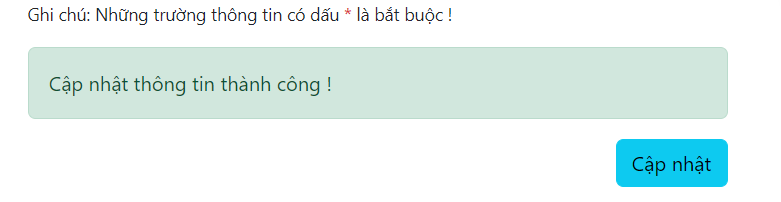 Ghi chú: Những trường thông tin có dấu * là bắt buộc !
Cập nhật thông tin thành công !
Cập nhật